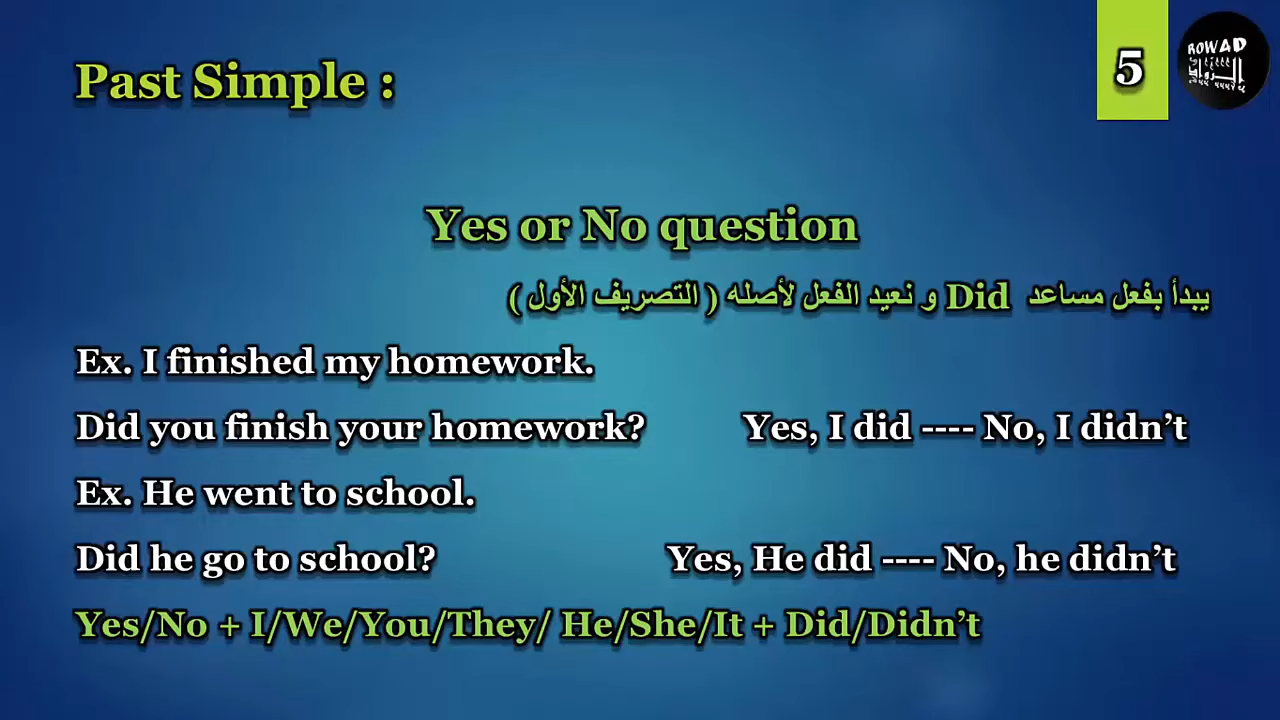 Past Simple :
5
ROWAD
الرواد
Yes or No question
يبدأ بفعل مساعد Did و نعيد الفعل لأصله ( التصريف الأول )
Ex. I finished my homework.
Did you finish your homework? Yes, I did ---- No, I didn’t
Ex. He went to school.
Did he go to school? Yes, He did ---- No, he didn’t
Yes/No + I/We/You/They/ He/She/It + Did/Didn’t